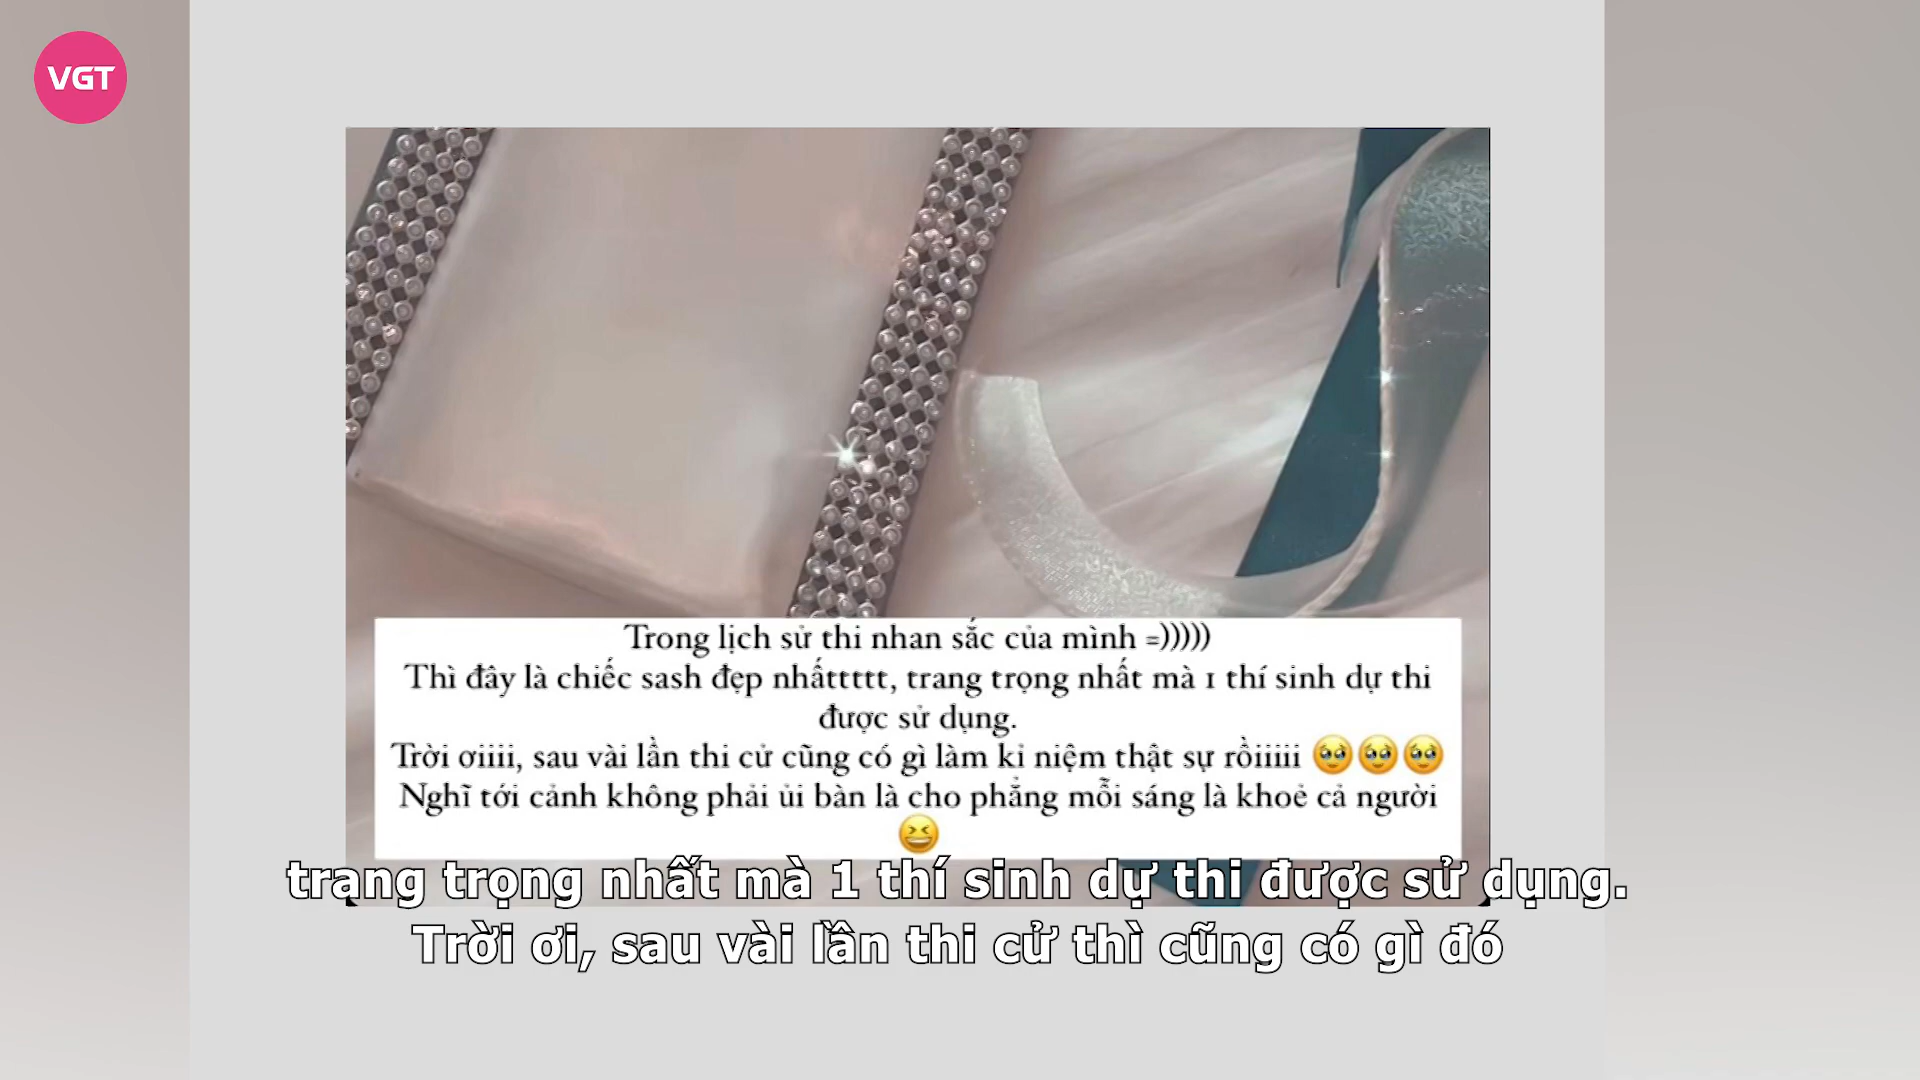 VGT
Trong lịch sử thi nhan sắc của mình =)))))
Thì đây là chiếc sash đẹp nhấttttt, trang trọng nhất mà 1 thí sinh dự thi
được sử dụng.
Trời ơiiii, sau vài lần thi cử cũng có gì làm kỉ niệm thật sự rồiiiii 🥹🥹🥹
Nghĩ tới cảnh không phải ủi bàn là cho phẳng mỗi sáng là khoẻ cả người
😆
trang trọng nhất mà 1 thí sinh dự thi được sử dụng.
Trời ơi, sau vài lần thi cử thì cũng có gì đó